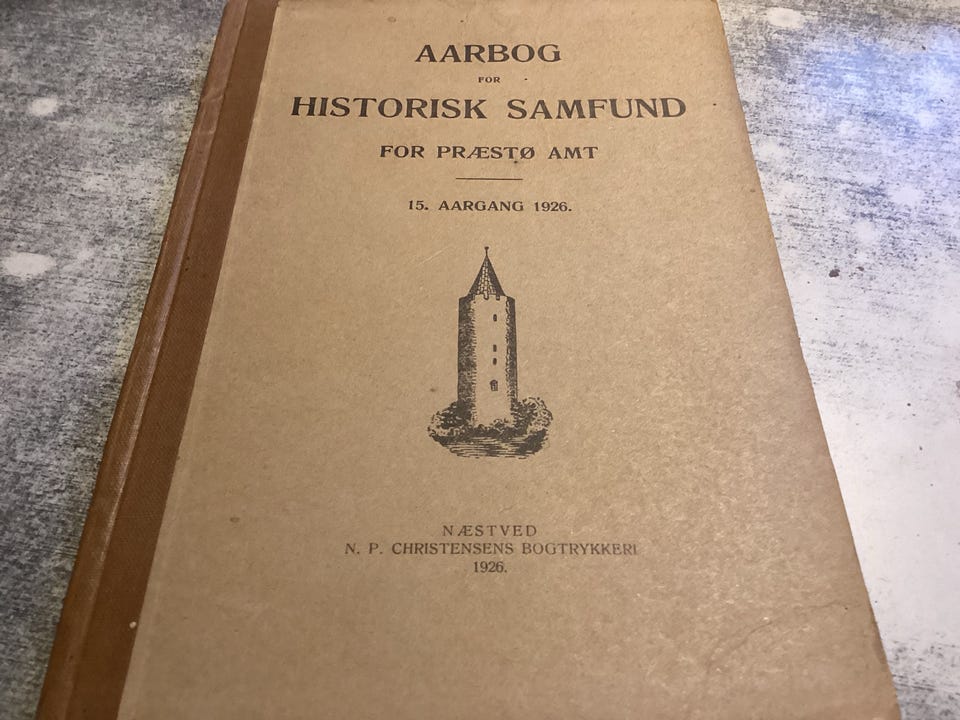 AARBOG
FOR
HISTORISK SAMFUND
FOR PRÆSTØ AMT
15. AARGANG 1926.
NÆSTVED
N. P. CHRISTENSENS BOGTRYKKERI
1926.